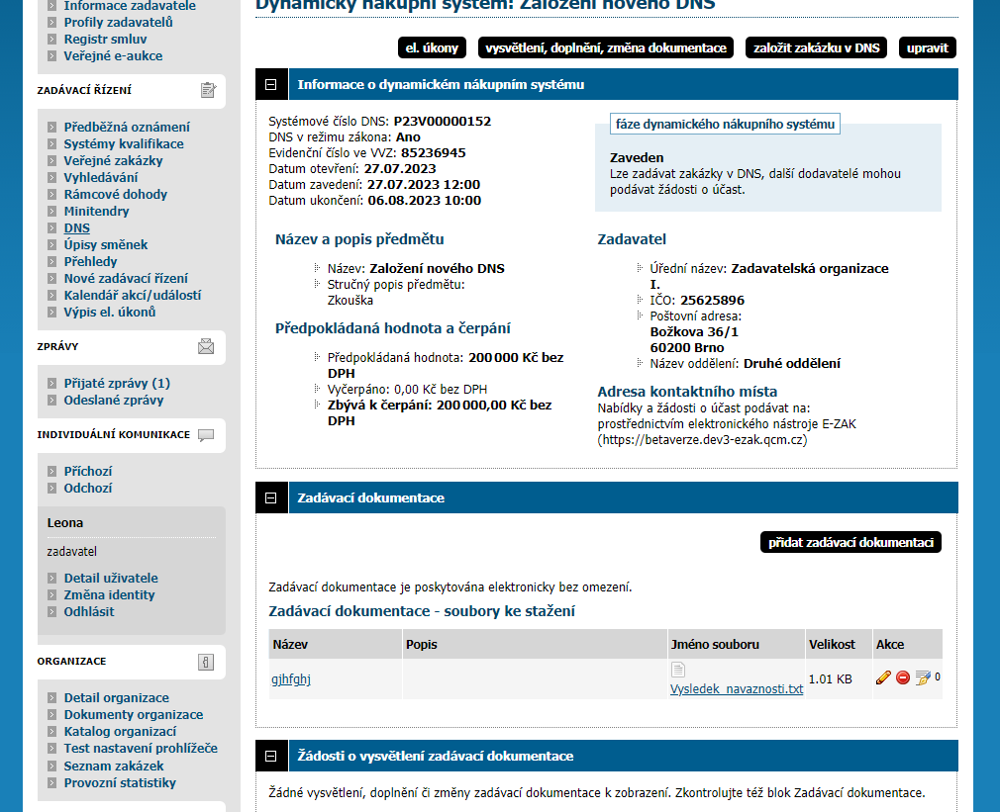 Informace zadavatele
Profily zadavatelů
Registr smluv
Veřejné e-aukce
ZADÁVACÍ ŘÍZENÍ
Předběžná oznámení
Systémy kvalifikace
Veřejné zakázky
Vyhledávání
Rámcové dohody
Minitendry
DNS
Úpisy směnek
Přehledy
Nové zadávací řízení
Kalendář akcí/událostí
Výpis el. úkonů
ZPRÁVY
Přijaté zprávy (1)
Odeslané zprávy
INDIVIDUÁLNÍ KOMUNIKACE
Příchozí
Odchozí
Leona
zadavatel
Detail uživatele
Změna identity
Odhlásit
ORGANIZACE
Detail organizace
Dokumenty organizace
Katalog organizací
Test nastavení prohlížeče
Seznam zakázek
Provozní statistiky
Dynamický nákupní systém: Založení nového DNS
el. úkony
vysvětlení, doplnění, změna dokumentace
založit zakázku v DNS
upravit
Informace o dynamickém nákupním systému
Systémové číslo DNS: P23V00000152
DNS v režimu zákona: Ano
Evidenční číslo ve VVZ: 85236945
Datum otevření: 27.07.2023
Datum zavedení: 27.07.2023 12:00
Datum ukončení: 06.08.2023 10:00
fáze dynamického nákupního systému
Zaveden
Lze zadávat zakázky v DNS, další dodavatelé mohou
podávat žádosti o účast.
Název a popis předmětu
Název: Založení nového DNS
Stručný popis předmětu:
Zkouška
Předpokládaná hodnota a čerpání
Předpokládaná hodnota: 200 000 Kč bez
DPH
Vyčerpáno: 0,00 Kč bez DPH
Zbývá k čerpání: 200 000,00 Kč bez
DPH
Zadavatel
Úřední název: Zadavatelská organizace
I.
IČO: 25625896
Poštovní adresa:
Božkova 36/1
60200 Brno
Název oddělení: Druhé oddělení
Adresa kontaktního místa
Nabídky a žádosti o účast podávat na:
prostřednictvím elektronického nástroje E-ZAK
(https://betaverze.dev3-ezak.qcm.cz)
Zadávací dokumentace
přidat zadávací dokumentaci
Zadávací dokumentace je poskytována elektronicky bez omezení.
Zadávací dokumentace - soubory ke stažení
Název Popis Jméno souboru Velikost Akce
gjhfghj Vysledek_navaznosti.txt 1.01 KB 0
Žádosti o vysvětlení zadávací dokumentace
Žádné vysvětlení, doplnění či změny zadávací dokumentace k zobrazení. Zkontrolujte též blok Zadávací dokumentace.